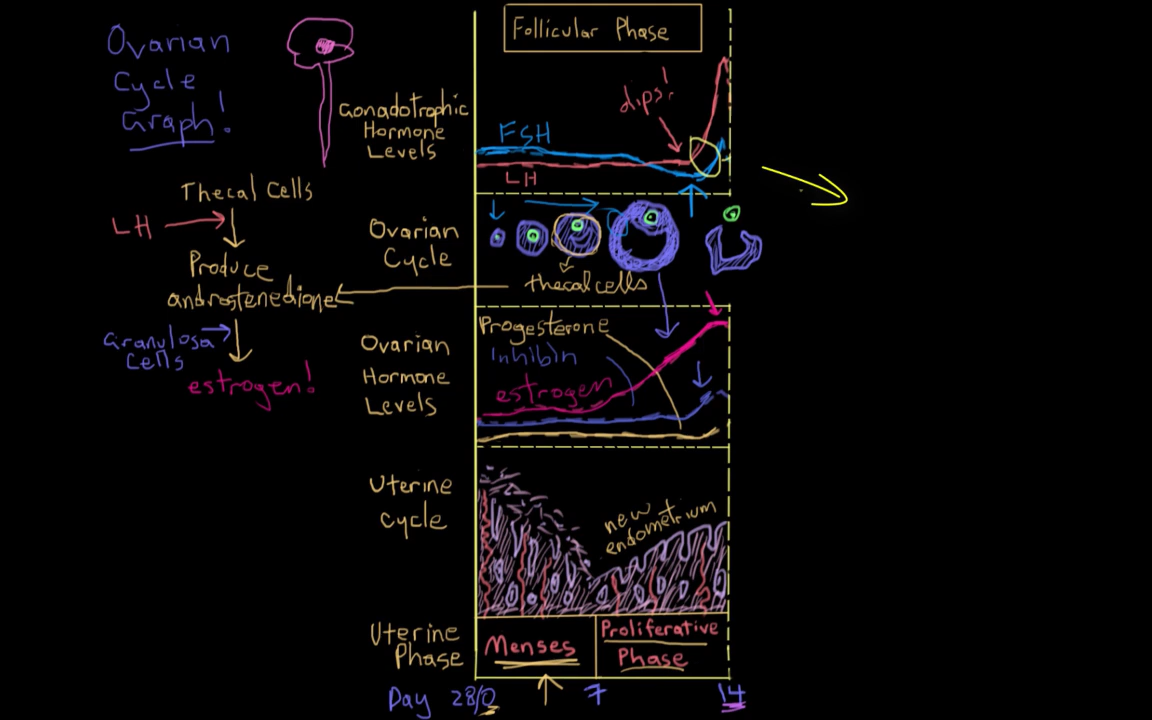 Ovarian
Cycle
Graph!
Follicular Phase
Gonadotrophic
Hormone
Levels
dips!
FSH
LH
Thecal Cells
LH
Produce
androstenedione
Granulosa
Cells
estrogen!
Ovarian
Cycle
thecal cells
Ovarian
Hormone
Levels
Progesterone
inhibin
estrogen
Uterine
Cycle
new
endometrium
Uterine
Phase
Menses
Proliferative
Phase
Day 28/0 7 14